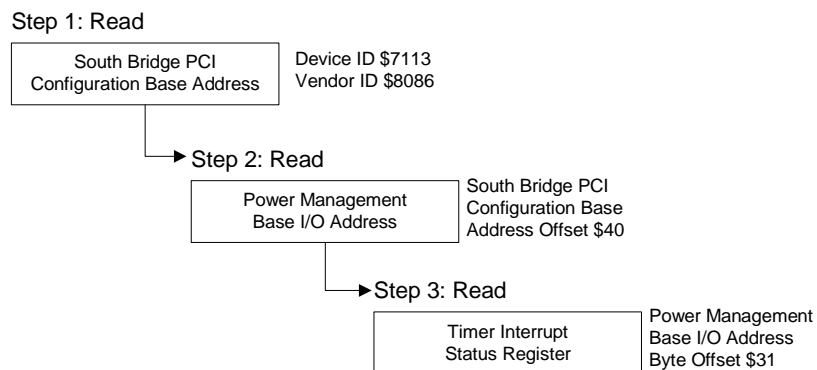 Step 1: Read
South Bridge PCI
Configuration Base Address
Device ID $7113
Vendor ID $8086
Step 2: Read
Power Management
Base I/O Address
South Bridge PCI
Configuration Base
Address Offset $40
Step 3: Read
Timer Interrupt
Status Register
Power Management
Base I/O Address
Byte Offset $31